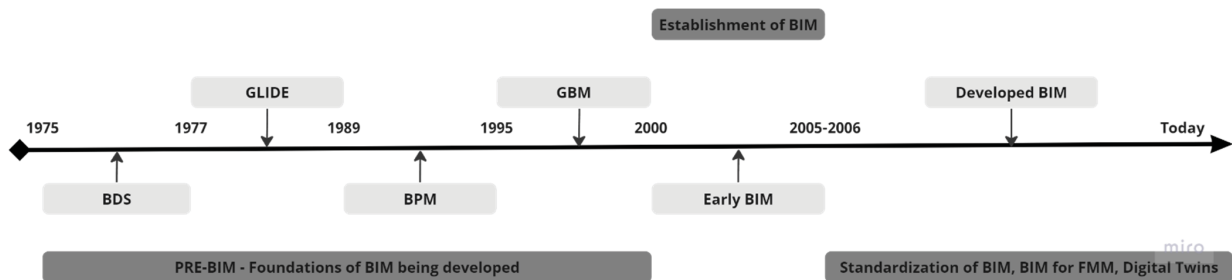 Establishment of BIM
GLIDE
GBM
Developed BIM
1975
1977
1989
1995
2000
2005-2006
Today
BDS
BPM
Early BIM
miro
PRE-BIM - Foundations of BIM being developed
Standardization of BIM, BIM for FMM, Digital Twins